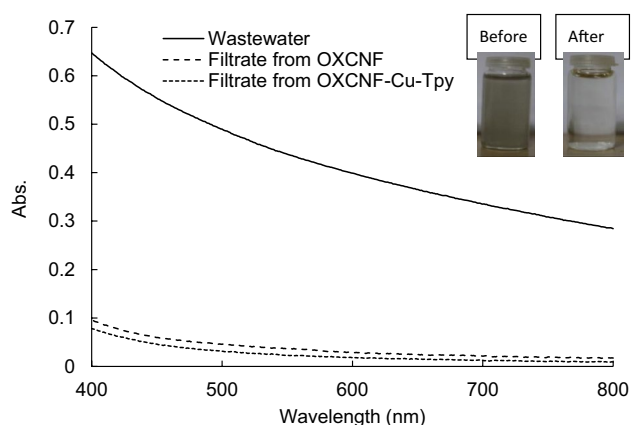 0.7
0.6
0.5
0.4
0.3
0.2
0.1
0
Abs.
Wastewater
Filtrate from OXCNF
Filtrate from OXCNF-Cu-Tpy
Before
After
400
500
600
700
800
Wavelength (nm)